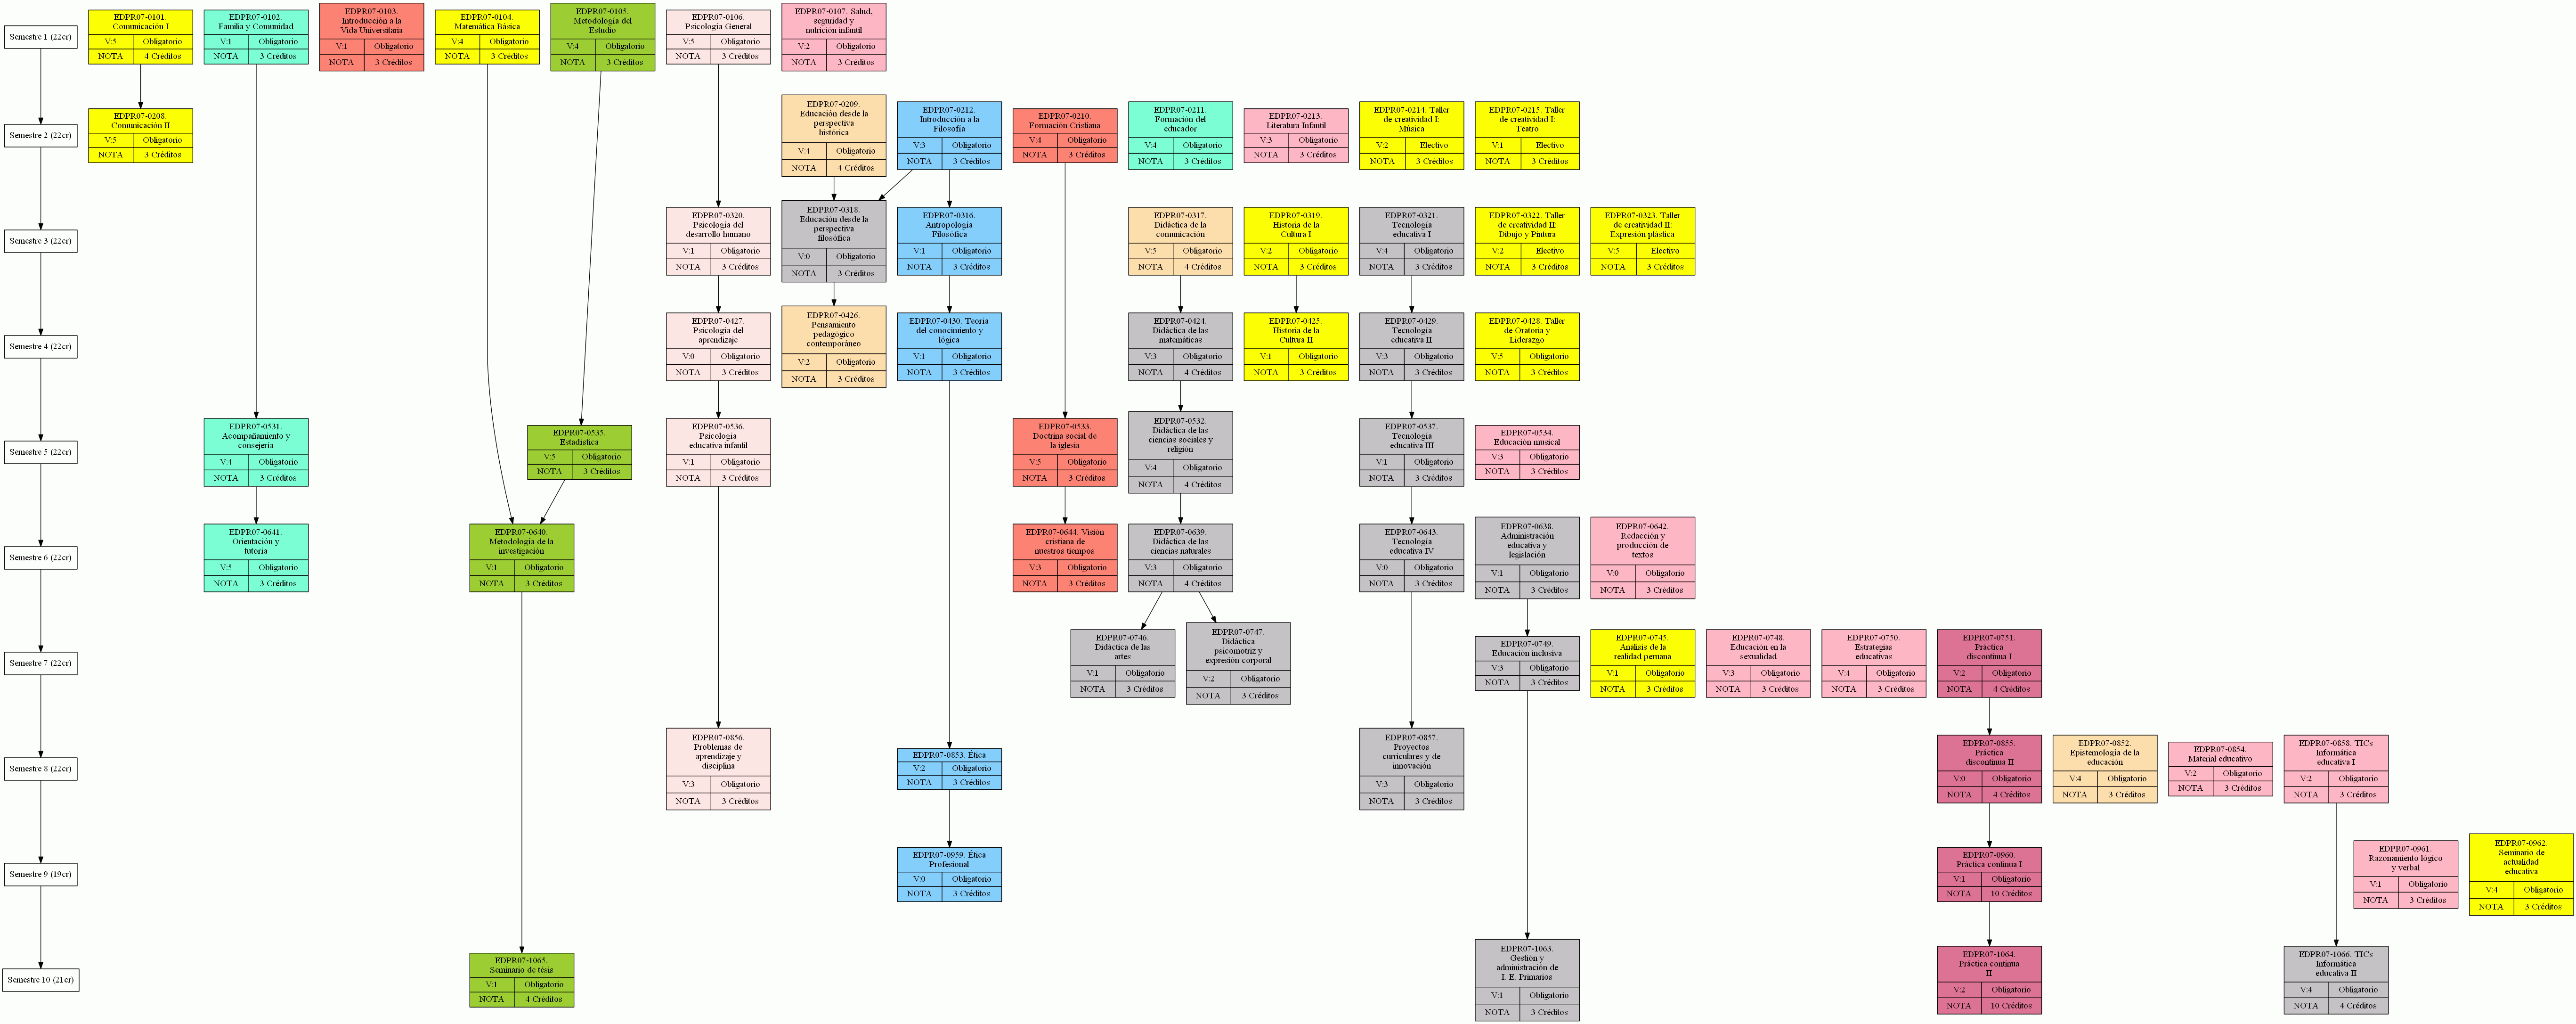 Semestre 1 (22cr)
EDPR07-0101.
Comunicación I
V:5 Obligatorio
NOTA 4 Créditos
EDPR07-0102.
Familia y Comunidad
V:1 Obligatorio
NOTA 3 Créditos
EDPR07-0103.
Introducción a la
Vida Universitaria
V:1 Obligatorio
NOTA 3 Créditos
EDPR07-0104.
Matemática Básica
V:4 Obligatorio
NOTA 3 Créditos
EDPR07-0105.
Metodología del
Estudio
V:4 Obligatorio
NOTA 3 Créditos
EDPR07-0106.
Psicología General
V:5 Obligatorio
NOTA 3 Créditos
EDPR07-0107. Salud,
seguridad y
nutrición infantil
V:2 Obligatorio
NOTA 3 Créditos
Semestre 2 (22cr)
EDPR07-0208.
Comunicación II
V:5 Obligatorio
NOTA 3 Créditos
EDPR07-0209.
Educación desde la
perspectiva
histórica
V:4 Obligatorio
NOTA 4 Créditos
EDPR07-0212.
Introducción a la
Filosofía
V:3 Obligatorio
NOTA 3 Créditos
EDPR07-0210.
Formación Cristiana
V:4 Obligatorio
NOTA 3 Créditos
EDPR07-0211.
Formación del
educador
V:4 Obligatorio
NOTA 3 Créditos
EDPR07-0213.
Literatura Infantil
V:3 Obligatorio
NOTA 3 Créditos
EDPR07-0214. Taller
de creatividad I:
Música
V:2 Electivo
NOTA 3 Créditos
EDPR07-0215. Taller
de creatividad I:
Teatro
V:1 Electivo
NOTA 3 Créditos
Semestre 3 (22cr)
EDPR07-0320.
Psicología del
desarrollo humano
V:1 Obligatorio
NOTA 3 Créditos
EDPR07-0318.
Educación desde la
perspectiva
filosófica
V:0 Obligatorio
NOTA 3 Créditos
EDPR07-0316.
Antropología
Filosófica
V:1 Obligatorio
NOTA 3 Créditos
EDPR07-0317.
Didáctica de la
comunicación
V:5 Obligatorio
NOTA 4 Créditos
EDPR07-0319.
Historia de la
Cultura I
V:2 Obligatorio
NOTA 3 Créditos
EDPR07-0321.
Tecnología
educativa I
V:4 Obligatorio
NOTA 3 Créditos
EDPR07-0322. Taller
de creatividad II:
Dibujo y Pintura
V:2 Electivo
NOTA 3 Créditos
EDPR07-0323. Taller
de creatividad II:
Expresión plástica
V:5 Electivo
NOTA 3 Créditos
Semestre 4 (22cr)
EDPR07-0427.
Psicología del
aprendizaje
V:0 Obligatorio
NOTA 3 Créditos
EDPR07-0426.
Pensamiento
pedagógico
contemporáneo
V:2 Obligatorio
NOTA 3 Créditos
EDPR07-0430. Teoría
del conocimiento y
lógica
V:1 Obligatorio
NOTA 3 Créditos
EDPR07-0424.
Didáctica de las
matemáticas
V:3 Obligatorio
NOTA 4 Créditos
EDPR07-0425.
Historia de la
Cultura II
V:1 Obligatorio
NOTA 3 Créditos
EDPR07-0429.
Tecnología
educativa II
V:3 Obligatorio
NOTA 3 Créditos
EDPR07-0428. Taller
de Oratoria y
Liderazgo
V:5 Obligatorio
NOTA 3 Créditos
Semestre 5 (22cr)
EDPR07-0531.
Acompañamiento y
consejería
V:4 Obligatorio
NOTA 3 Créditos
EDPR07-0535.
Estadística
V:5 Obligatorio
NOTA 3 Créditos
EDPR07-0536.
Psicología
educativa infantil
V:1 Obligatorio
NOTA 3 Créditos
EDPR07-0533.
Doctrina social de
la iglesia
V:5 Obligatorio
NOTA 3 Créditos
EDPR07-0532.
Didáctica de las
ciencias sociales y
religión
V:4 Obligatorio
NOTA 4 Créditos
EDPR07-0537.
Tecnología
educativa III
V:1 Obligatorio
NOTA 3 Créditos
EDPR07-0534.
Educación musical
V:3 Obligatorio
NOTA 3 Créditos
Semestre 6 (22cr)
EDPR07-0641.
Orientación y
tutoría
V:5 Obligatorio
NOTA 3 Créditos
EDPR07-0640.
Metodología de la
investigación
V:1 Obligatorio
NOTA 3 Créditos
EDPR07-0644. Visión
cristiana de
nuestros tiempos
V:3 Obligatorio
NOTA 3 Créditos
EDPR07-0639.
Didáctica de las
ciencias naturales
V:3 Obligatorio
NOTA 4 Créditos
EDPR07-0643.
Tecnología
educativa IV
V:0 Obligatorio
NOTA 3 Créditos
EDPR07-0638.
Administración
educativa y
legislación
V:1 Obligatorio
NOTA 3 Créditos
EDPR07-0642.
Redacción y
producción de
textos
V:0 Obligatorio
NOTA 3 Créditos
Semestre 7 (22cr)
EDPR07-0746.
Didáctica de las
artes
V:1 Obligatorio
NOTA 3 Créditos
EDPR07-0747.
Didáctica
psicomotriz y
expresión corporal
V:2 Obligatorio
NOTA 3 Créditos
EDPR07-0749.
Educación inclusiva
V:3 Obligatorio
NOTA 3 Créditos
EDPR07-0745.
Análisis de la
realidad peruana
V:1 Obligatorio
NOTA 3 Créditos
EDPR07-0748.
Educación en la
sexualidad
V:3 Obligatorio
NOTA 3 Créditos
EDPR07-0750.
Estrategias
educativas
V:4 Obligatorio
NOTA 3 Créditos
EDPR07-0751.
Práctica
discontinua I
V:2 Obligatorio
NOTA 4 Créditos
Semestre 8 (22cr)
EDPR07-0856.
Problemas de
aprendizaje y
disciplina
V:3 Obligatorio
NOTA 3 Créditos
EDPR07-0853. Ética
V:2 Obligatorio
NOTA 3 Créditos
EDPR07-0857.
Proyectos
curriculares y de
innovación
V:3 Obligatorio
NOTA 3 Créditos
EDPR07-0855.
Práctica
discontinua II
V:0 Obligatorio
NOTA 4 Créditos
EDPR07-0852.
Epistemología de la
educación
V:4 Obligatorio
NOTA 3 Créditos
EDPR07-0854.
Material educativo
V:2 Obligatorio
NOTA 3 Créditos
EDPR07-0858. TICs
Informática
educativa I
V:2 Obligatorio
NOTA 3 Créditos
Semestre 9 (19cr)
EDPR07-0959. Ética
Profesional
V:0 Obligatorio
NOTA 3 Créditos
EDPR07-0960.
Práctica continua I
V:1 Obligatorio
NOTA 10 Créditos
EDPR07-0961.
Razonamiento lógico
y verbal
V:1 Obligatorio
NOTA 3 Créditos
EDPR07-0962.
Seminario de
actualidad
educativa
V:4 Obligatorio
NOTA 3 Créditos
Semestre 10 (21cr)
EDPR07-1065.
Seminario de tésis
V:1 Obligatorio
NOTA 4 Créditos
EDPR07-1063.
Gestión y
administración de
I. E. Primarios
V:1 Obligatorio
NOTA 3 Créditos
EDPR07-1064.
Práctica continua
II
V:2 Obligatorio
NOTA 10 Créditos
EDPR07-1066. TICs
Informática
educativa II
V:4 Obligatorio
NOTA 4 Créditos